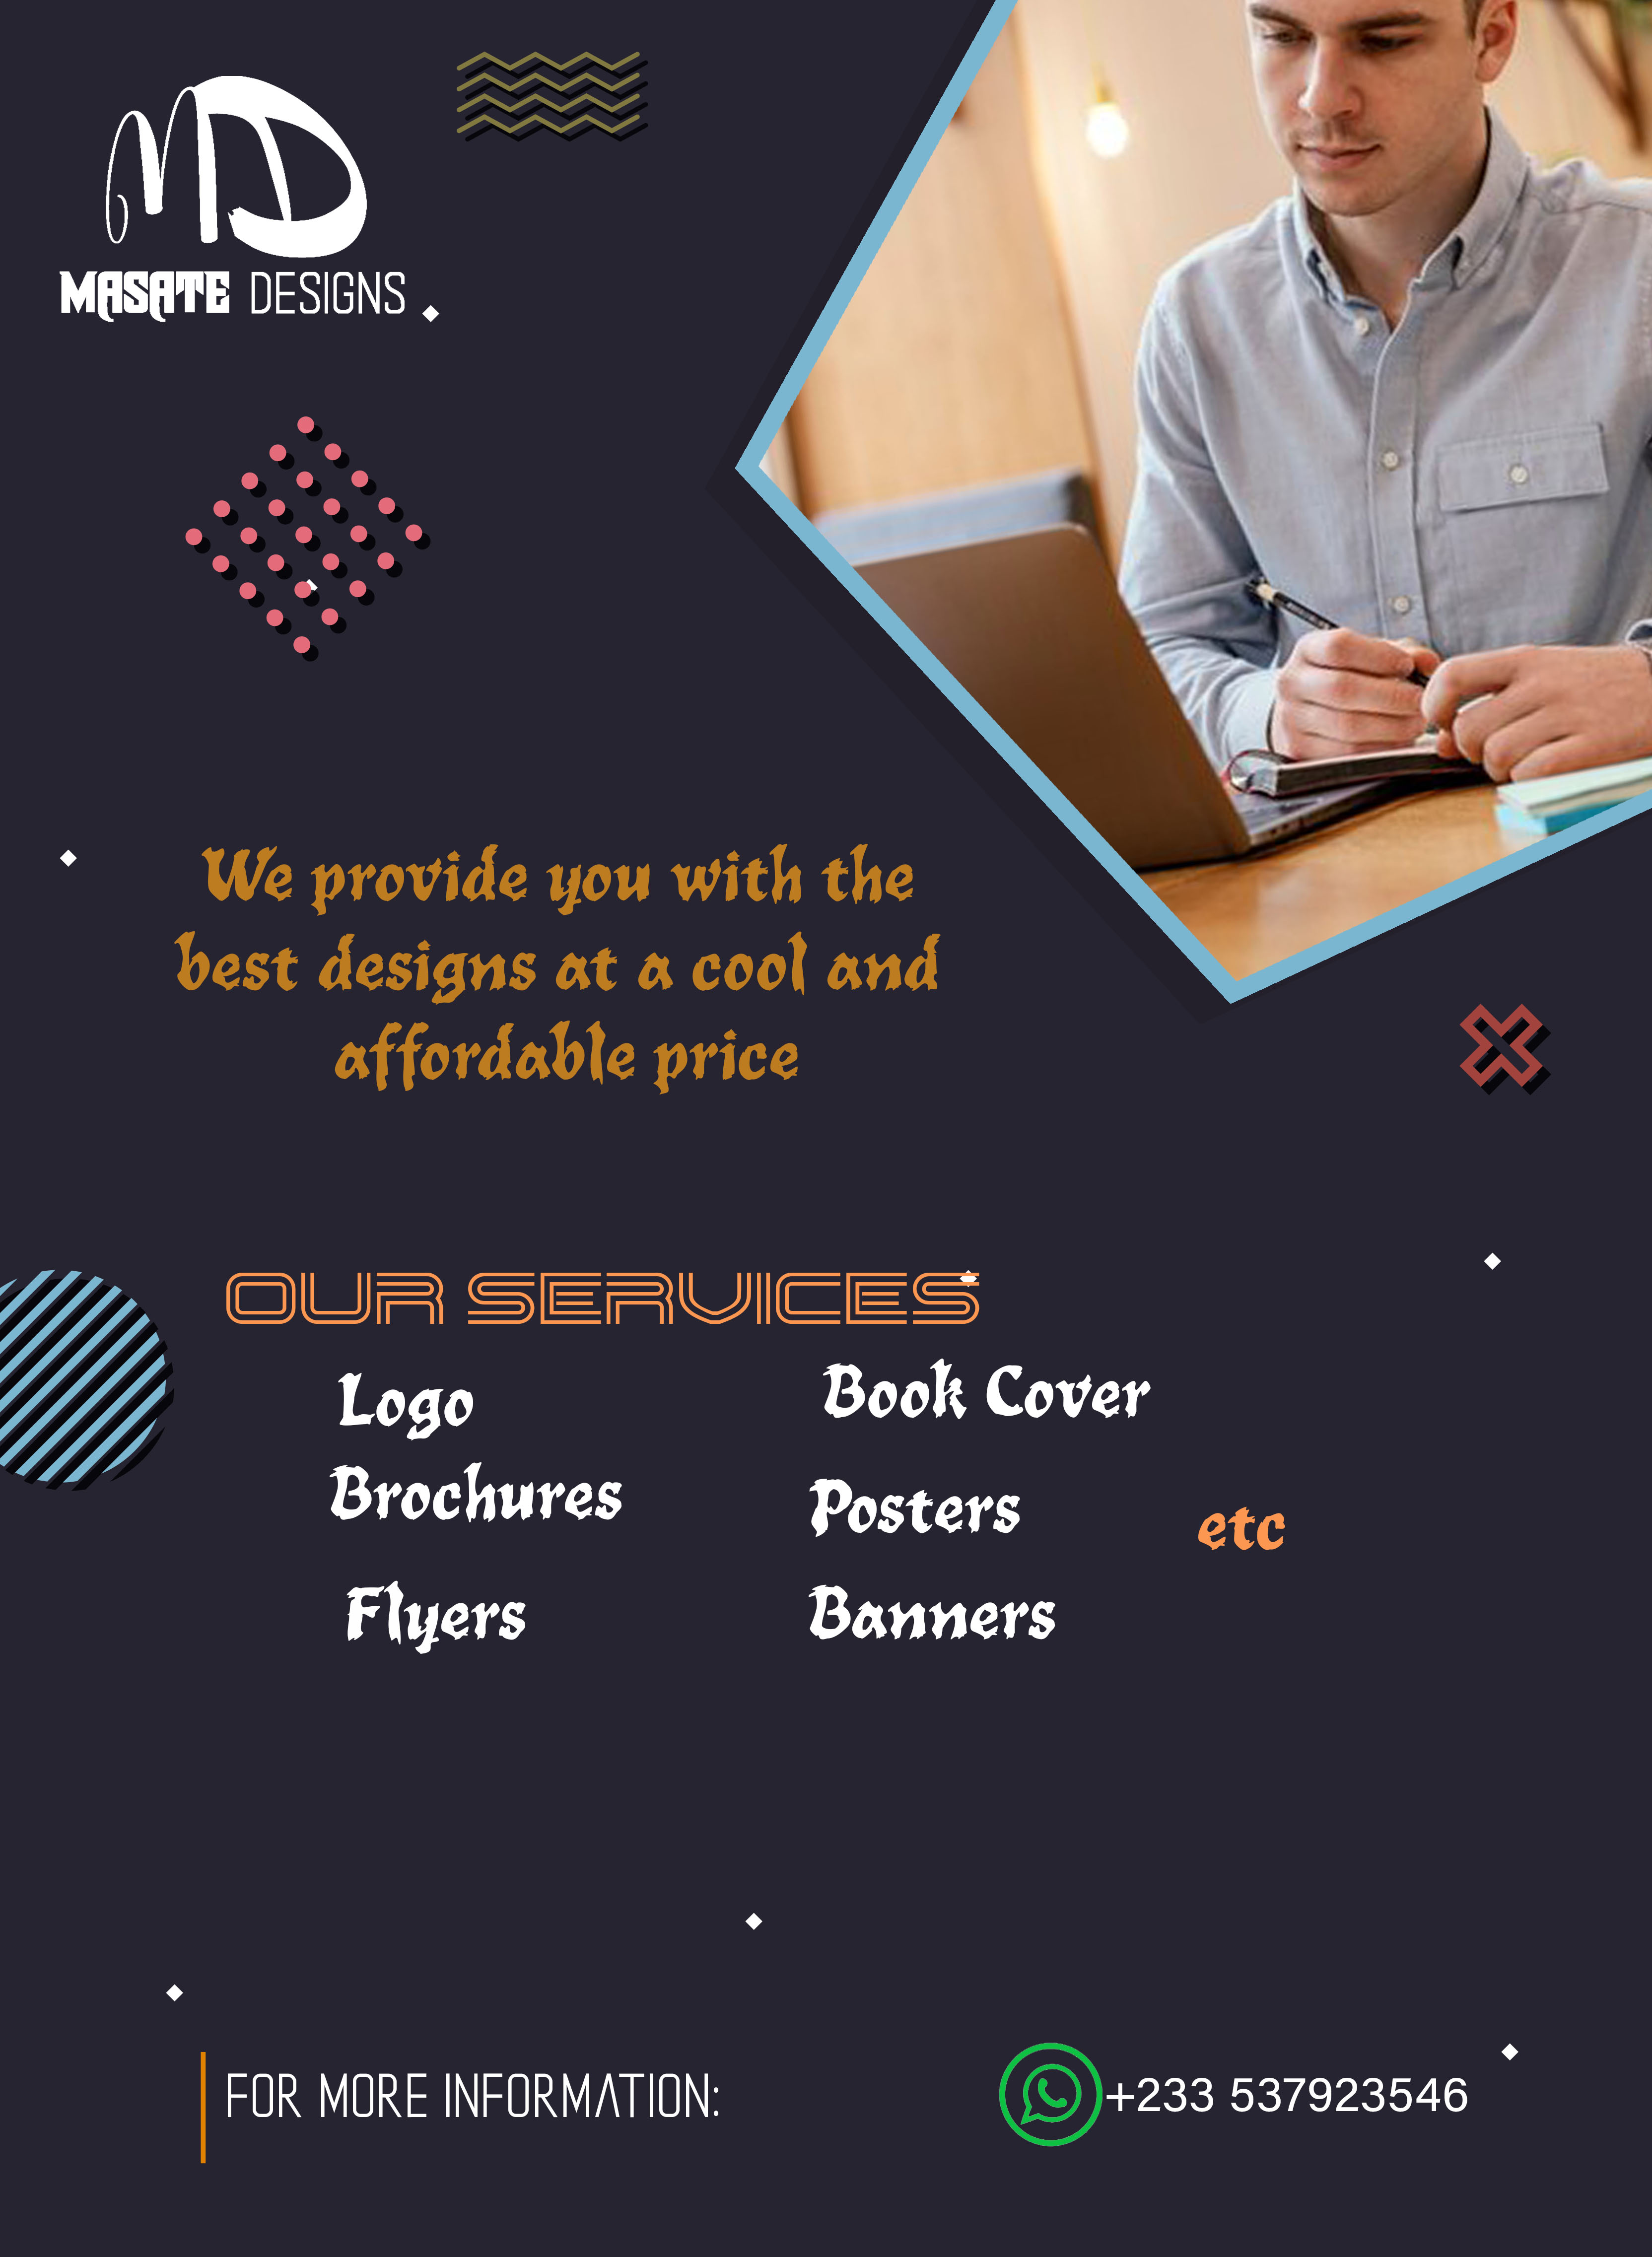 MD
MASATE DESIGNS
We provide you with the
best designs at a cool and
affordable price
OUR SERVICES
Logo
Brochures
Flyers
Book Cover
Posters
Banners
etc
FOR MORE INFORMATION:
+233 537923546